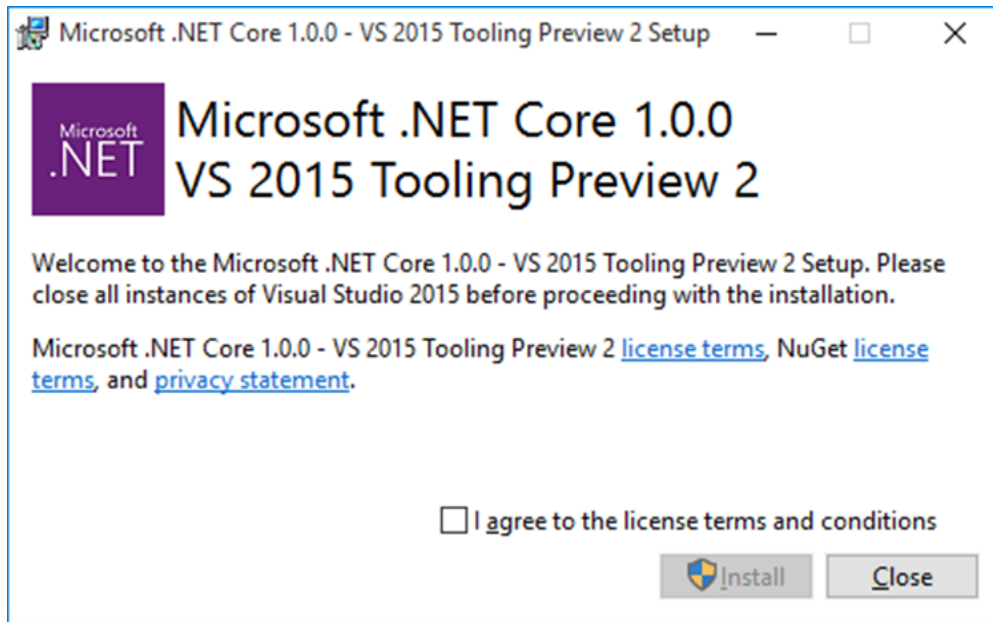 Microsoft .NET Core 1.0.0 - VS 2015 Tooling Preview 2 Setup
Microsoft
.NET
Microsoft .NET Core 1.0.0
VS 2015 Tooling Preview 2
Welcome to the Microsoft .NET Core 1.0.0 - VS 2015 Tooling Preview 2 Setup. Please
close all instances of Visual Studio 2015 before proceeding with the installation.
Microsoft .NET Core 1.0.0 - VS 2015 Tooling Preview 2 license terms, NuGet license
terms, and privacy statement.
I agree to the license terms and conditions
Install
Close